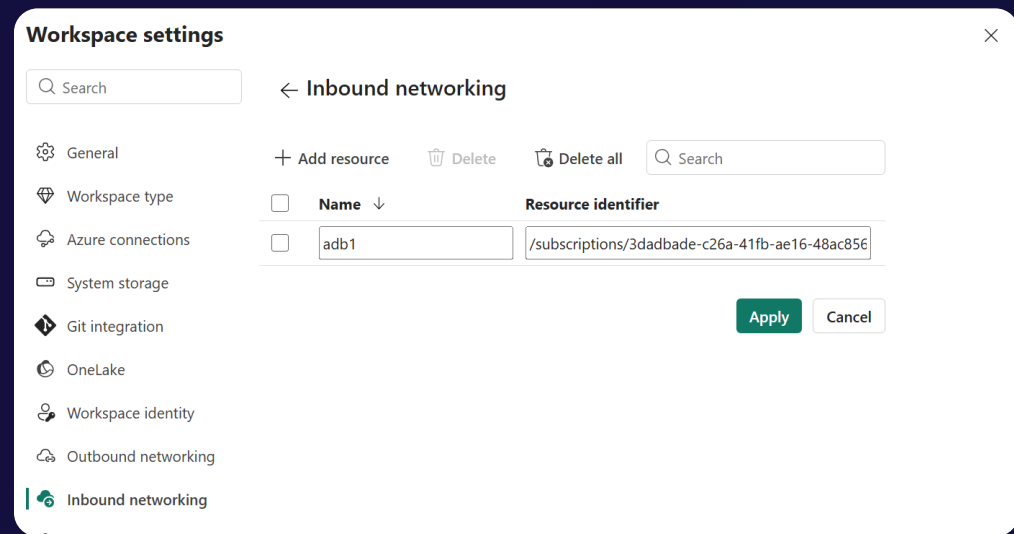 Workspace settings
Search
Inbound networking
General
Add resource
Delete
Delete all
Search
Workspace type
Name
Resource identifier
Azure connections
adb1
/subscriptions/3dadbade-c26a-41fb-ae16-48ac856
System storage
Git integration
Apply
Cancel
OneLake
Workspace identity
Outbound networking
Inbound networking